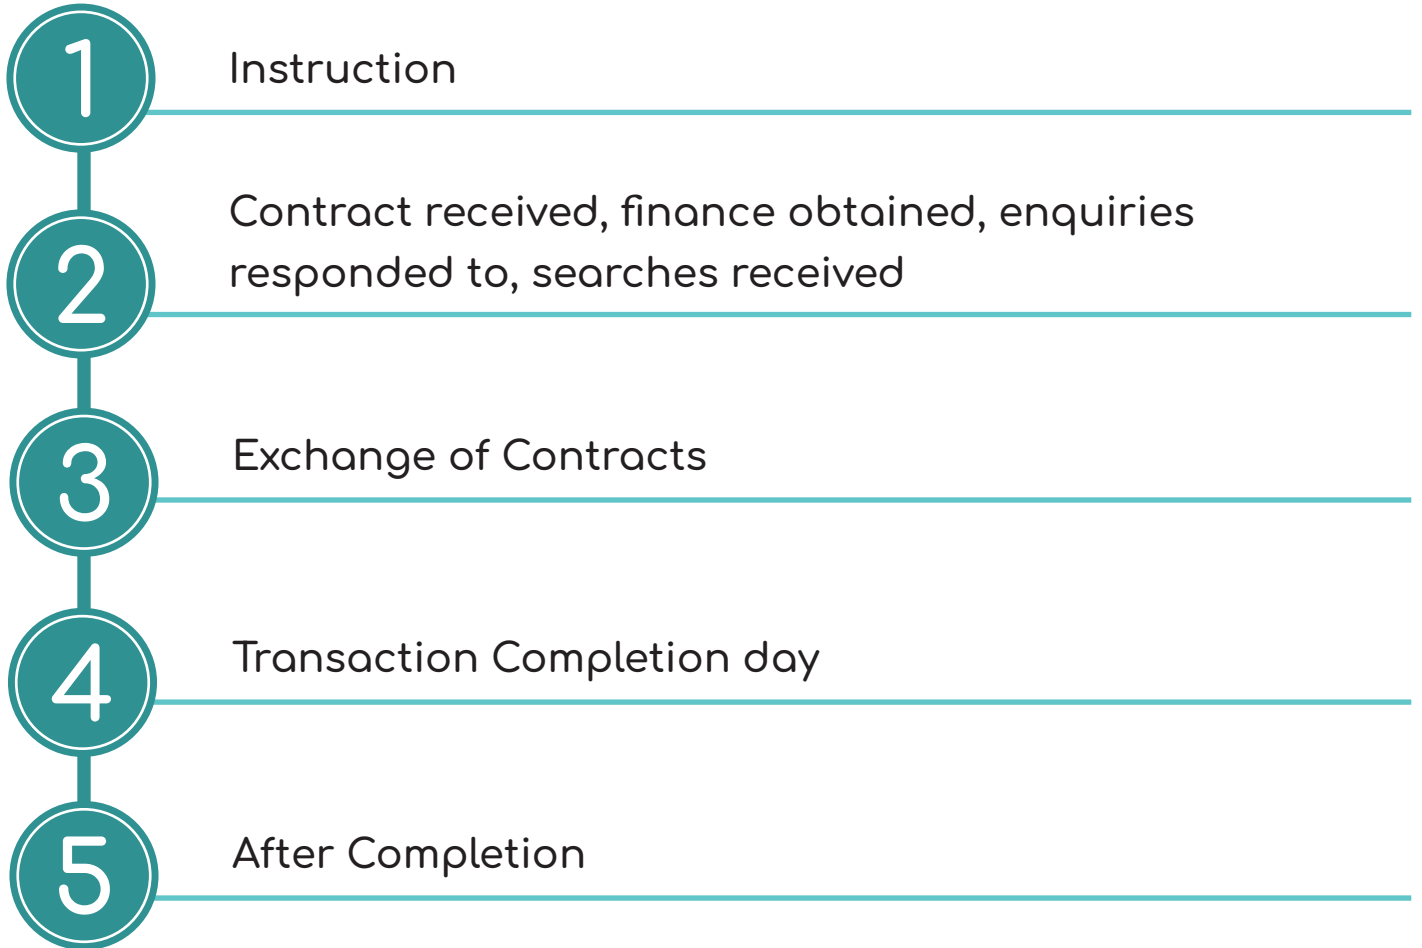 1
Instruction
2
Contract received, finance obtained, enquiries
responded to, searches received
3
Exchange of Contracts
4
Transaction Completion day
5
After Completion